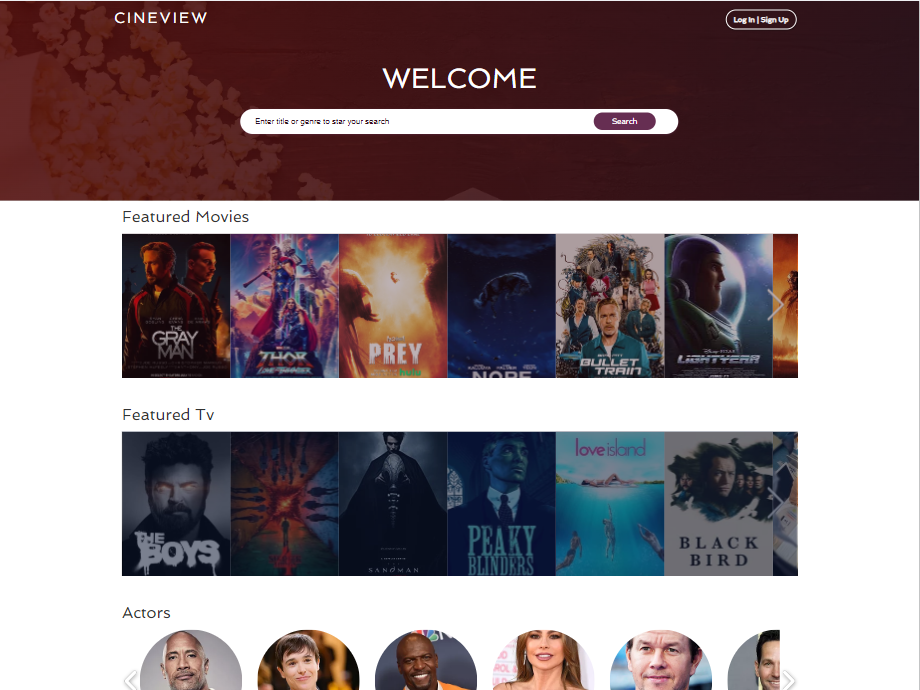 CINEVIEW
Log In | Sign Up
WELCOME
Enter title or genre to star your search
Search
Featured Movies
THE
GRAY
MAN
THOR
LOVE AND THUNDER
PREY
hulu
NOPE
BULLET
TRAIN
DISNEY · PIXAR
LIGHTYEAR
Featured Tv
THE
BOYS
SANDMAN
PEAKY
BLINDERS
love island
BLACK
BIRD
Actors